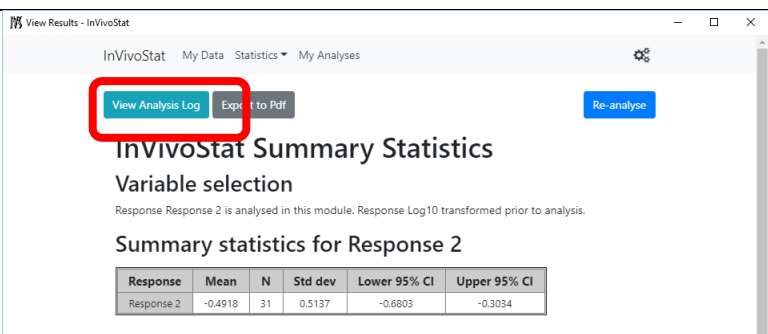 View Results - InVivoStat
InVivoStat My Data Statistics My Analyses
View Analysis Log Export to Pdf Re-analyse
InVivoStat Summary Statistics
Variable selection
Response Response 2 is analysed in this module. Response Log10 transformed prior to analysis.
Summary statistics for Response 2
Response Mean N Std dev Lower 95% CI Upper 95% CI
Response 2 -0.4918 31 0.5137 -0.6803 -0.3034